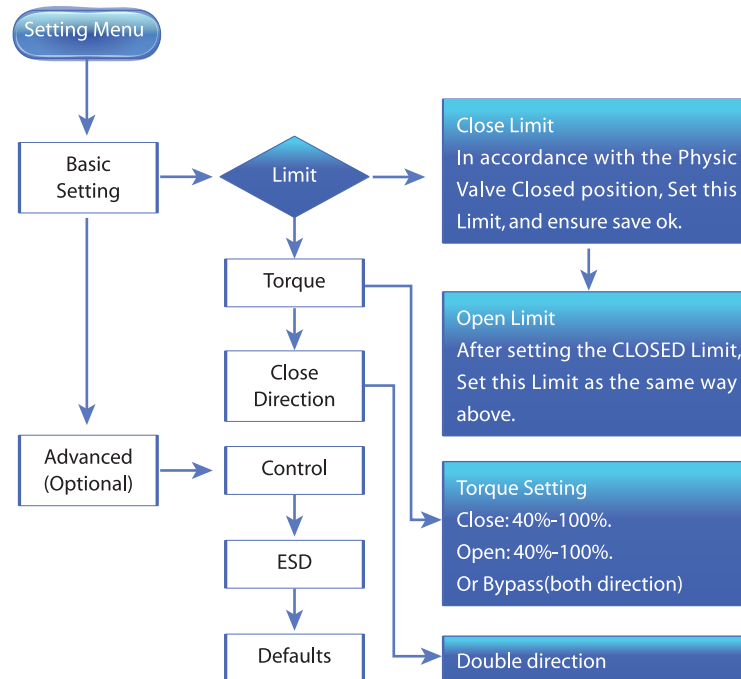 Setting Menu
Basic
Setting
Limit
Close Limit
In accordance with the Physic
Valve Closed position, Set this
Limit, and ensure save ok.
Torque
Open Limit
After setting the CLOSED Limit,
Set this Limit as the same way
above.
Close
Direction
Advanced
(Optional)
Control
Torque Setting
Close: 40%-100%.
Open: 40%-100%.
Or Bypass(both direction)
ESD
Defaults
Double direction